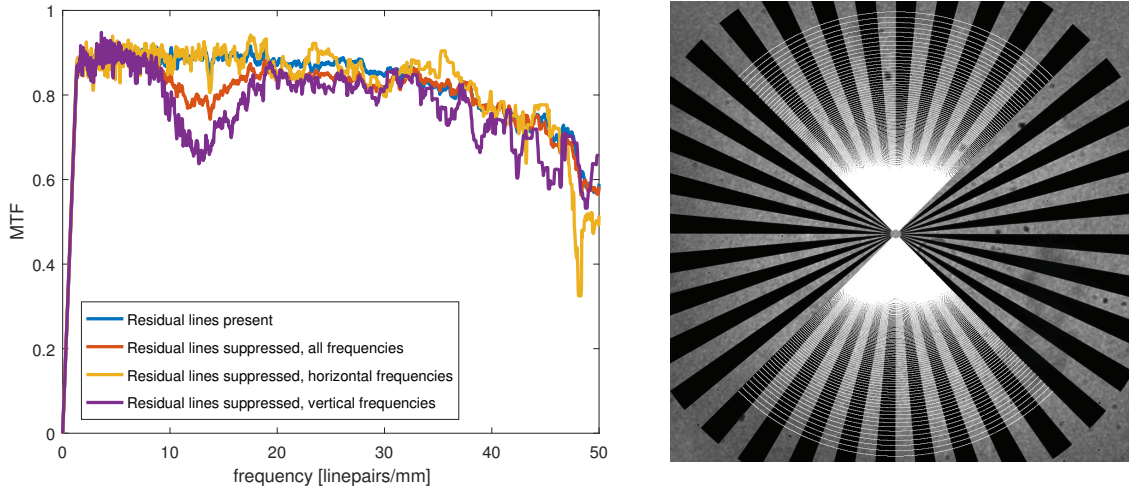 1
0.8
0.6
0.4
0.2
0
MTF
Residual lines present
Residual lines suppressed, all frequencies
Residual lines suppressed, horizontal frequencies
Residual lines suppressed, vertical frequencies
0 10 20 30 40 50
frequency [linepairs/mm]